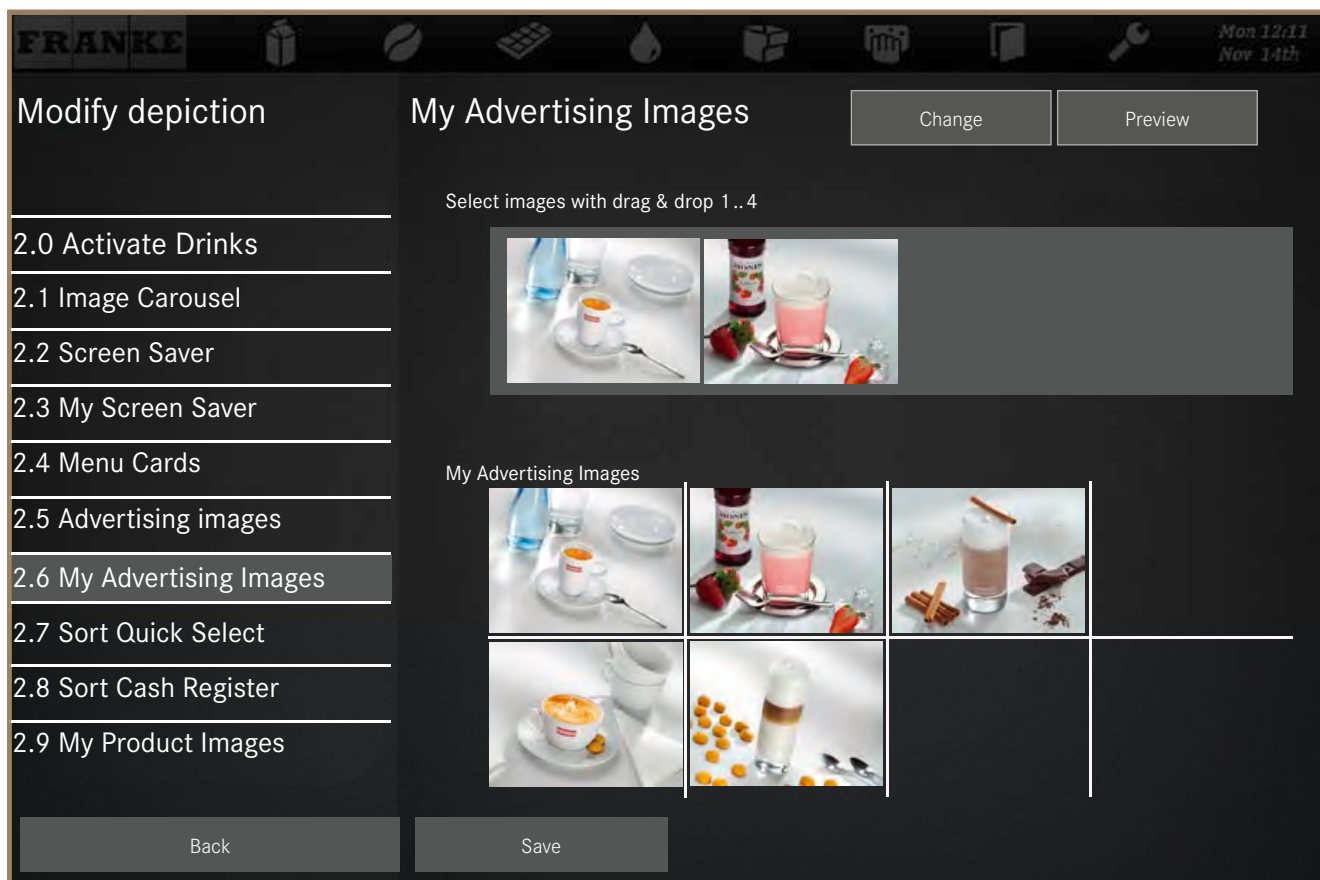 FRANKE
Mon 12:11
Nov 14th
Modify depiction
My Advertising Images
Change
Preview
Select images with drag & drop 1..4
2.0 Activate Drinks
2.1 Image Carousel
2.2 Screen Saver
2.3 My Screen Saver
2.4 Menu Cards
2.5 Advertising images
2.6 My Advertising Images
2.7 Sort Quick Select
2.8 Sort Cash Register
2.9 My Product Images
MONIN
My Advertising Images
MONIN
Back
Save